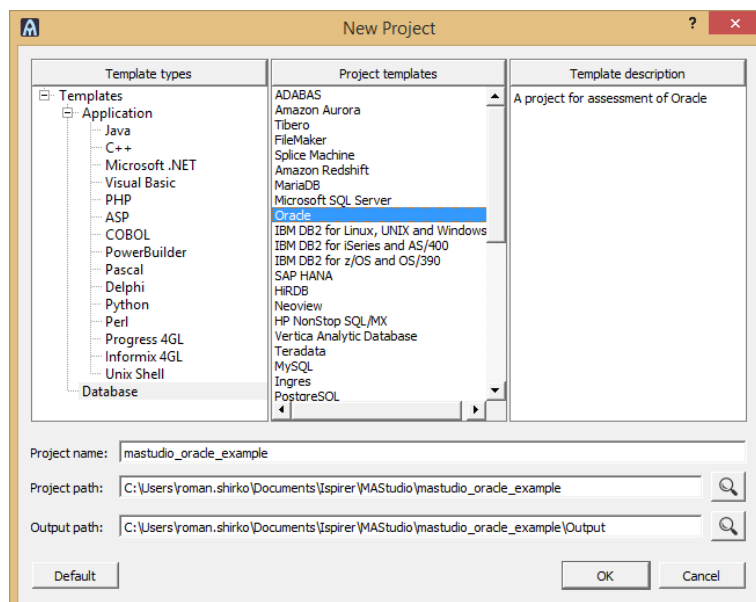 New Project
?
Template types
Templates
Application
Java
C++
Microsoft .NET
Visual Basic
PHP
ASP
COBOL
PowerBuilder
Pascal
Delphi
Python
Perl
Progress 4GL
Informix 4GL
Unix Shell
Database
Project templates
ADABAS
Amazon Aurora
Tibero
FileMaker
Splice Machine
Amazon Redshift
MariaDB
Microsoft SQL Server
Oracle
IBM DB2 for Linux, UNIX and Windows
IBM DB2 for iSeries and AS/400
IBM DB2 for z/OS and OS/390
SAP HANA
HiRDB
Neoview
HP NonStop SQL/MX
Vertica Analytic Database
Teradata
MySQL
Ingres
PostgreSQL
Template description
A project for assessment of Oracle
Project name: mastudio_oracle_example
Project path: C:\Users\roman.shirko\Documents\Ispirer\MAStudio\mastudio_oracle_example
Output path: C:\Users\roman.shirko\Documents\Ispirer\MAStudio\mastudio_oracle_example\Output
Default OK Cancel